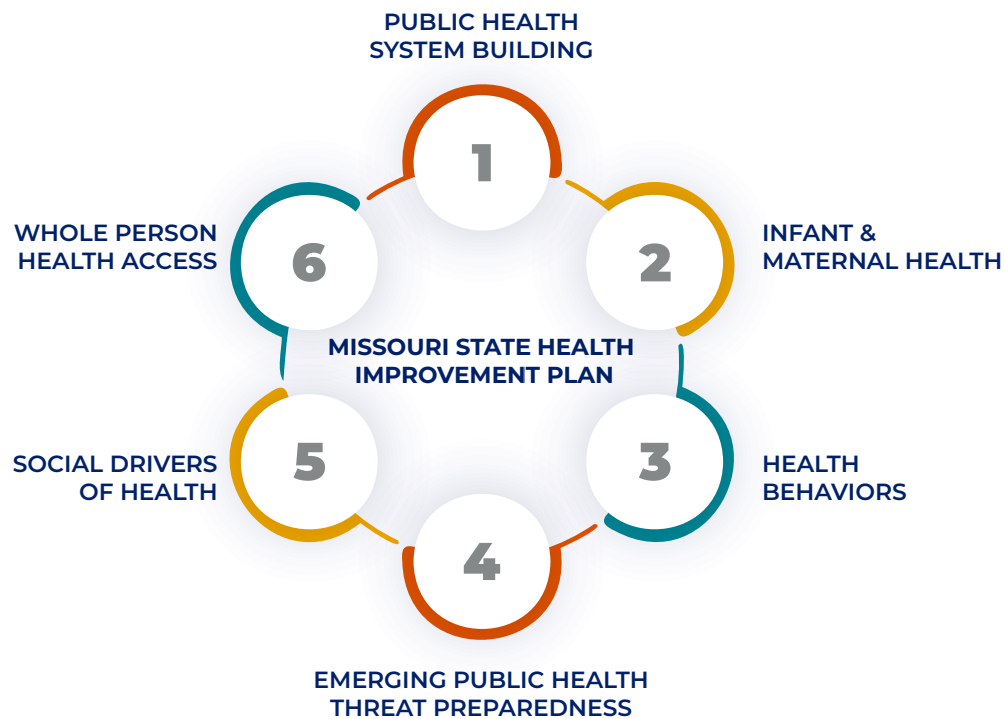 PUBLIC HEALTH
SYSTEM BUILDING
1
2
INFANT &
MATERNAL HEALTH
3
HEALTH
BEHAVIORS
4
EMERGING PUBLIC HEALTH
THREAT PREPAREDNESS
5
SOCIAL DRIVERS
OF HEALTH
6
WHOLE PERSON
HEALTH ACCESS
MISSOURI STATE HEALTH
IMPROVEMENT PLAN